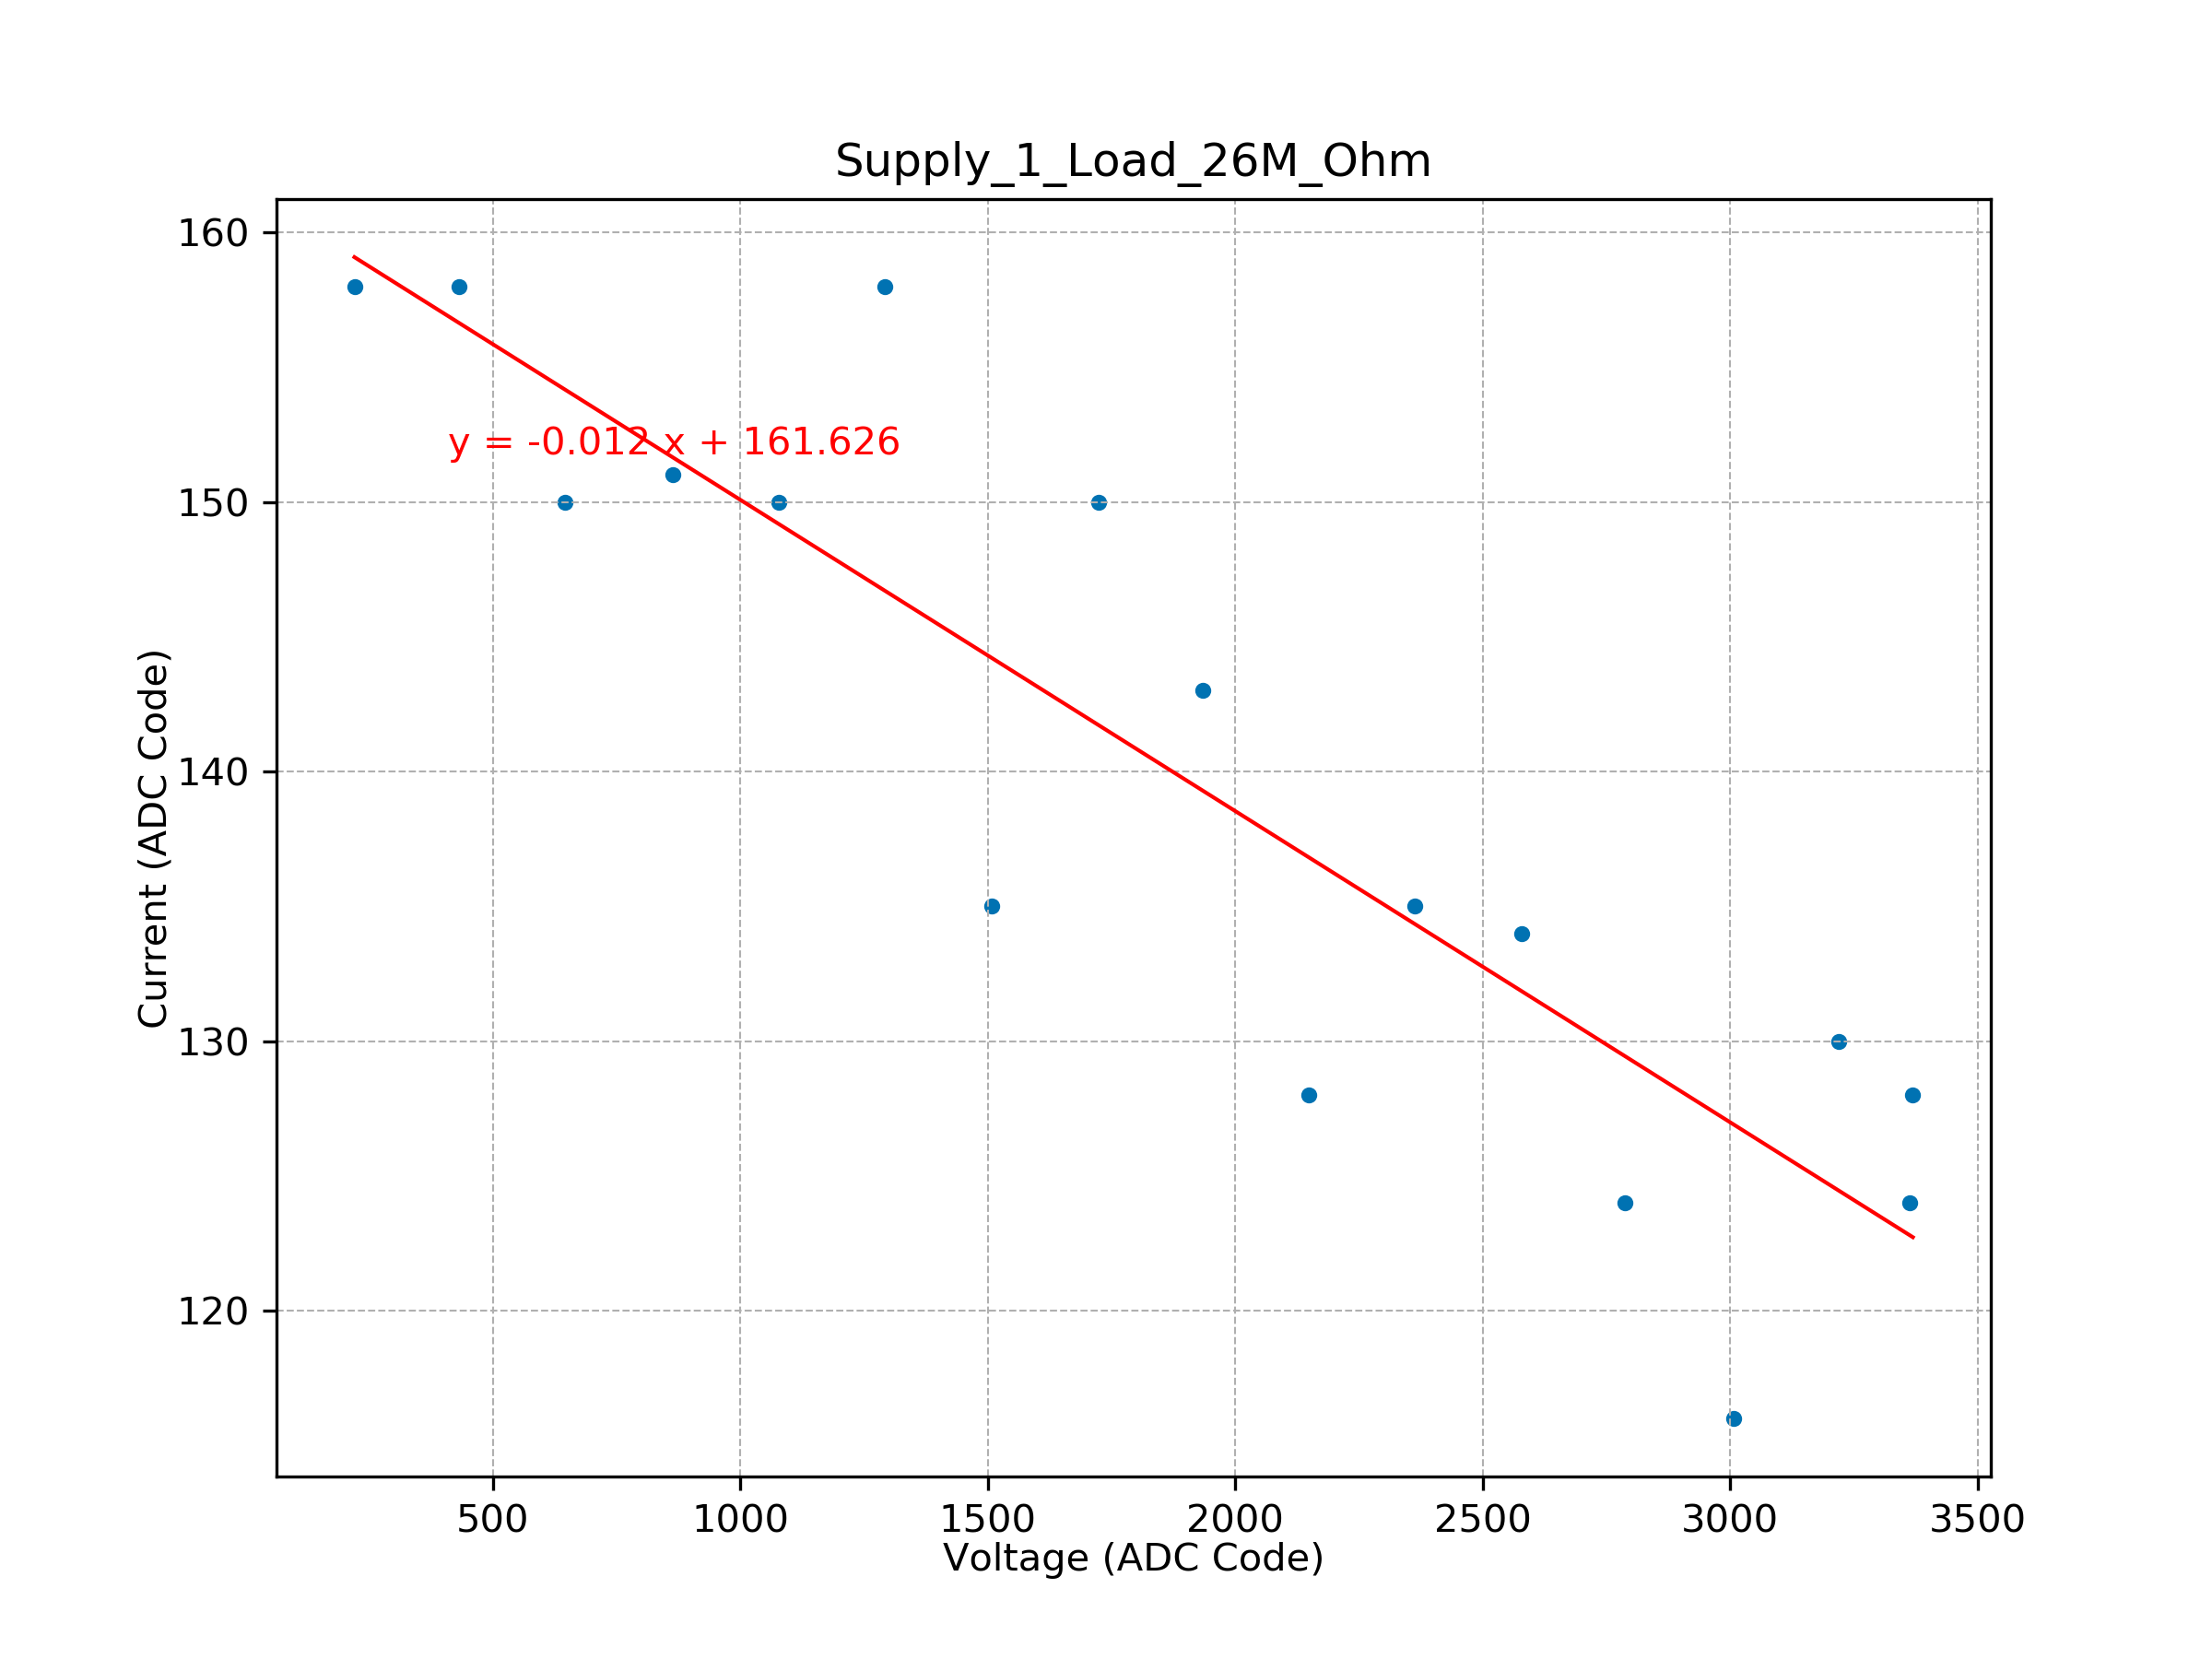 Supply_1_Load_26M_Ohm
160
150
140
130
120
Current (ADC Code)
y = -0.012 x + 161.626
500 1000 1500 2000 2500 3000 3500
Voltage (ADC Code)